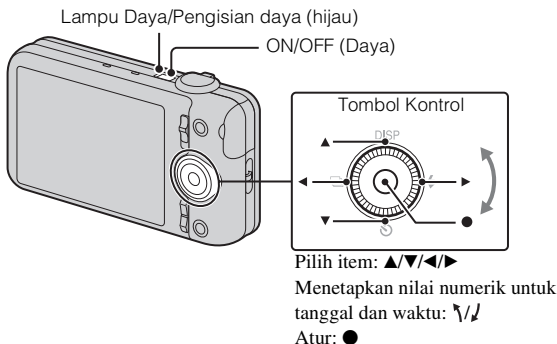 Lampu Daya/Pengisian daya (hijau)
ON/OFF (Daya)
Tombol Kontrol
DISP
Pilih item: ▲/▼/◀/▶
Menetapkan nilai numerik untuk
tanggal dan waktu: ⤹/⤸
Atur: ●